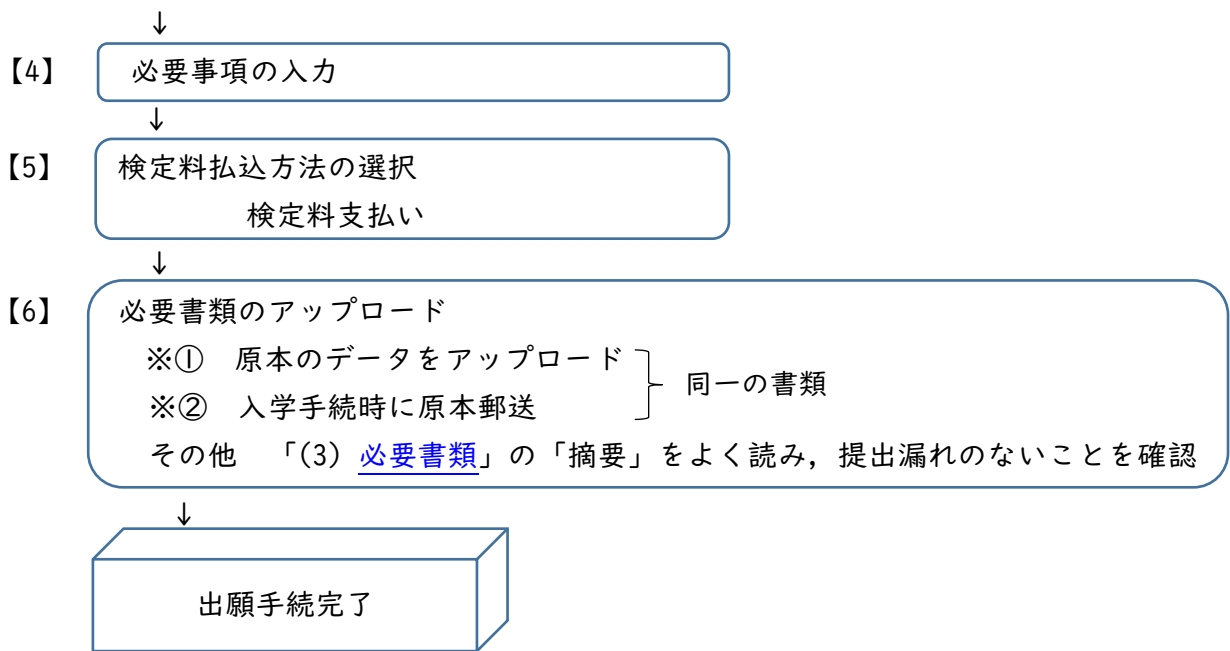 ↓
【4】 必要事項の入力
↓
【5】 検定料払込方法の選択
検定料支払い
↓
【6】 必要書類のアップロード
※① 原本のデータをアップロード
同一の書類
※② 入学手続時に原本郵送
その他 「(3) 必要書類」の「摘要」をよく読み，提出漏れのないことを確認
↓
出願手続完了